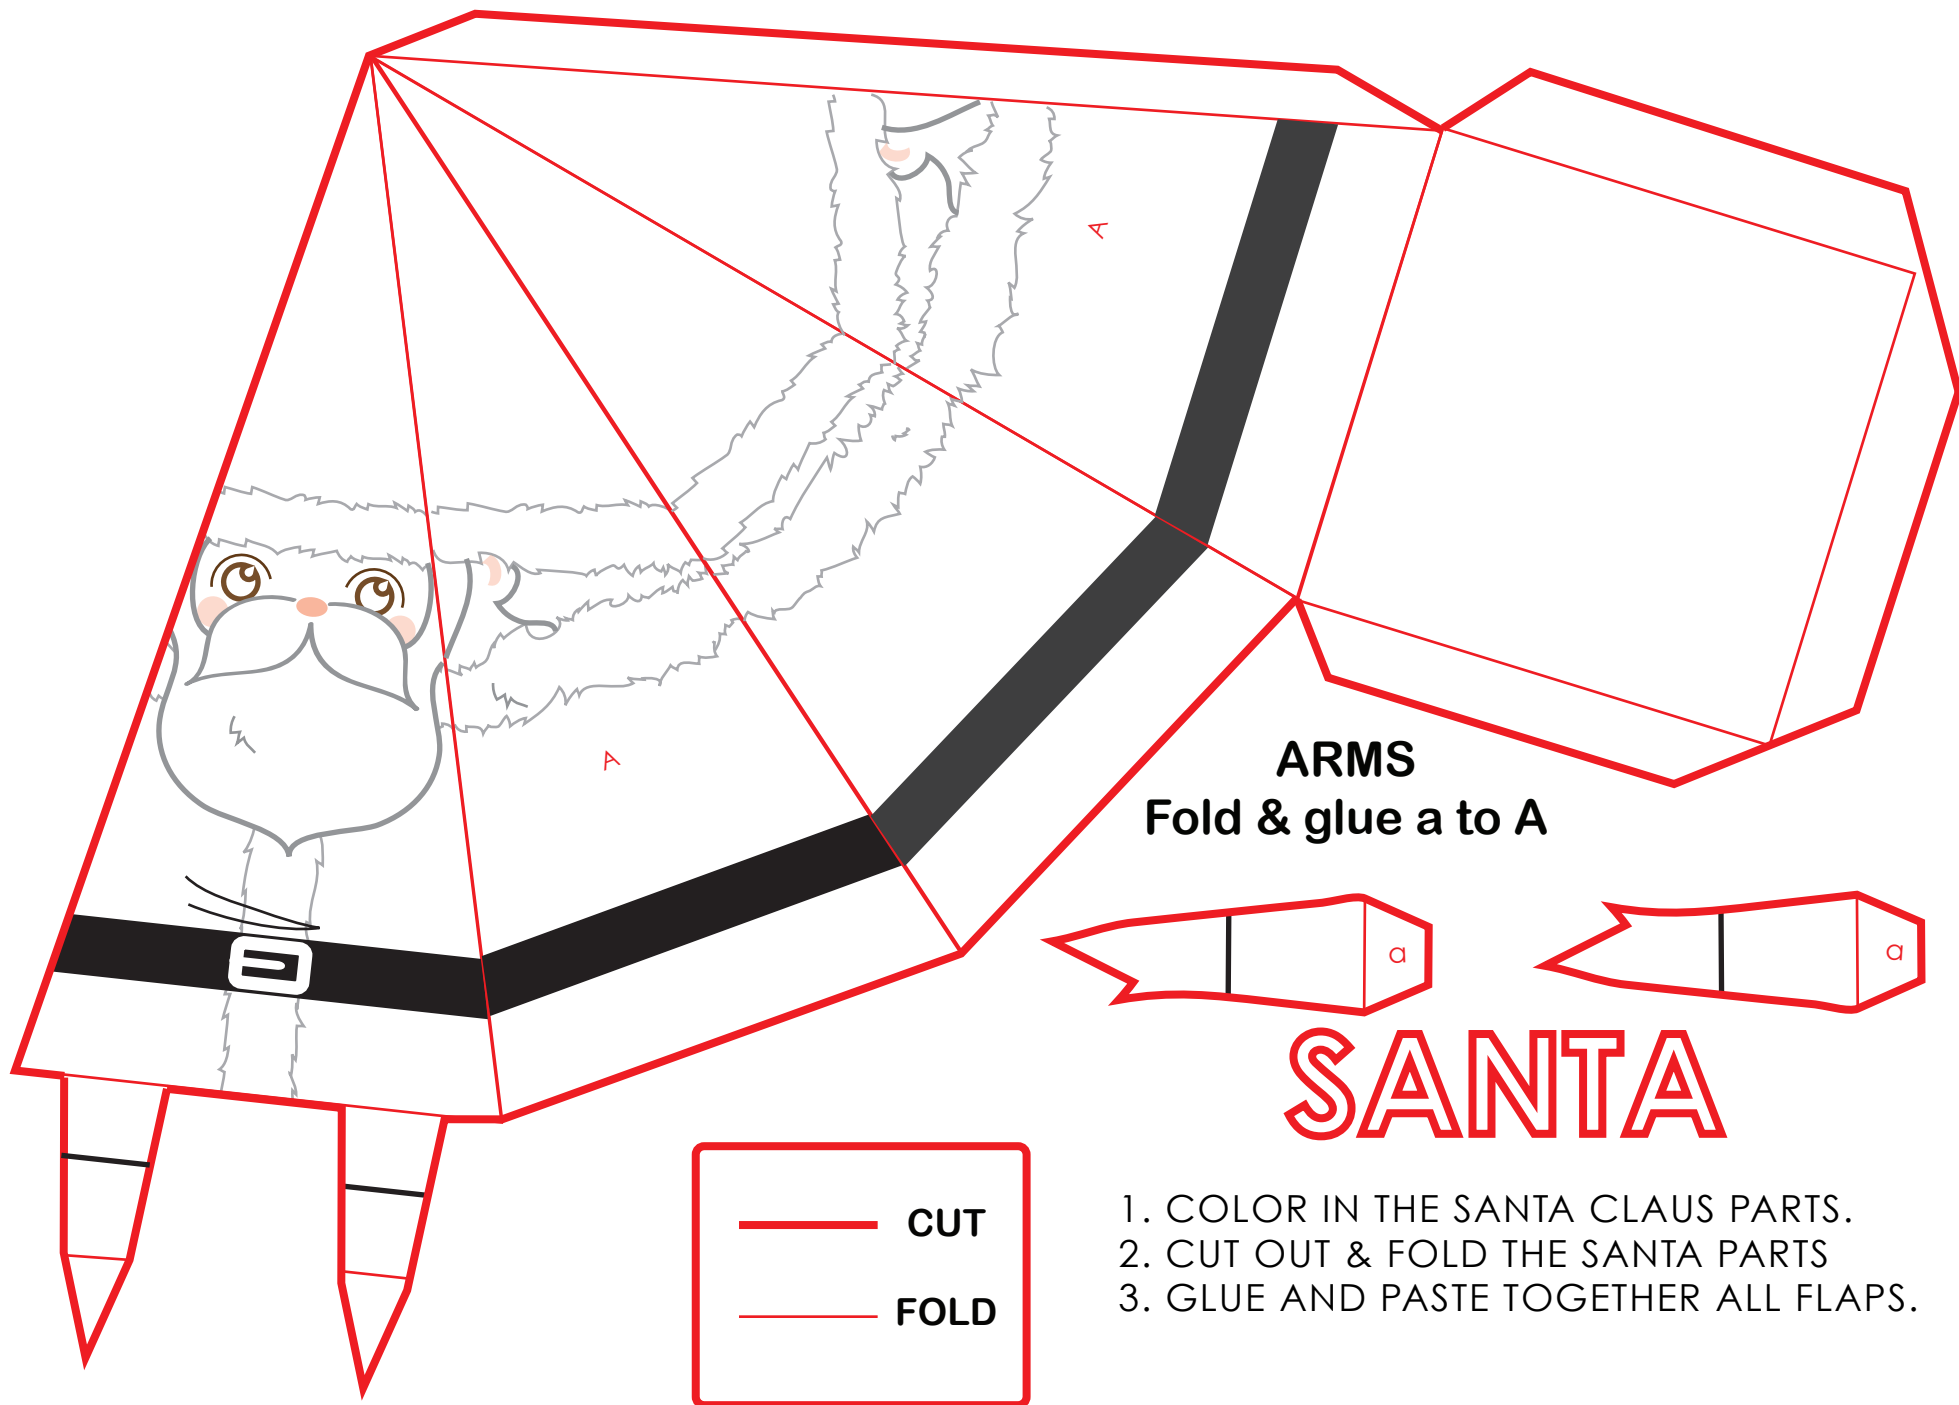 A
A
ARMS
Fold & glue a to A
a
a
SANTA
CUT
FOLD
1. COLOR IN THE SANTA CLAUS PARTS.
2. CUT OUT & FOLD THE SANTA PARTS
3. GLUE AND PASTE TOGETHER ALL FLAPS.